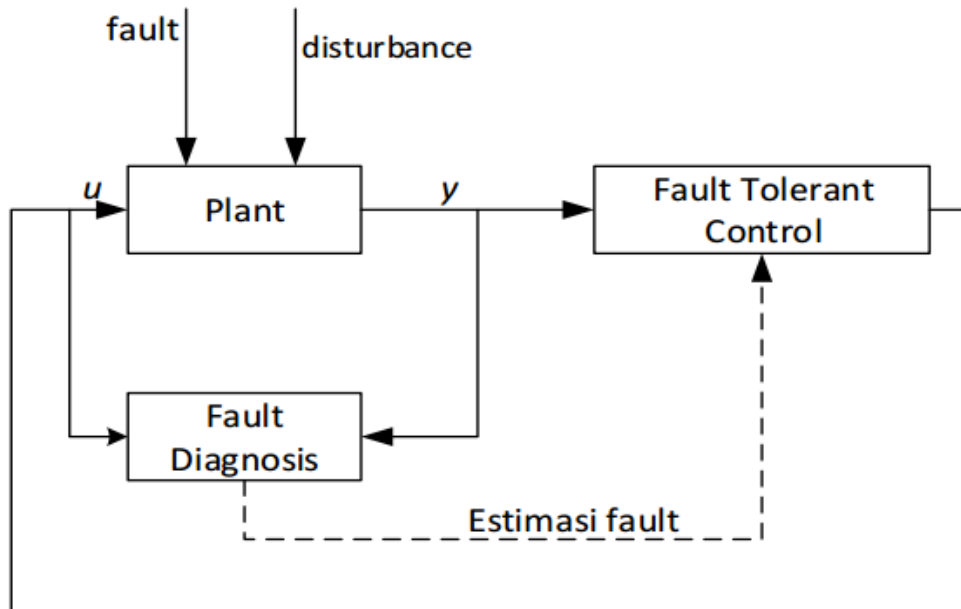 fault
disturbance
u
Plant
y
Fault Tolerant
Control
Fault
Diagnosis
Estimasi fault